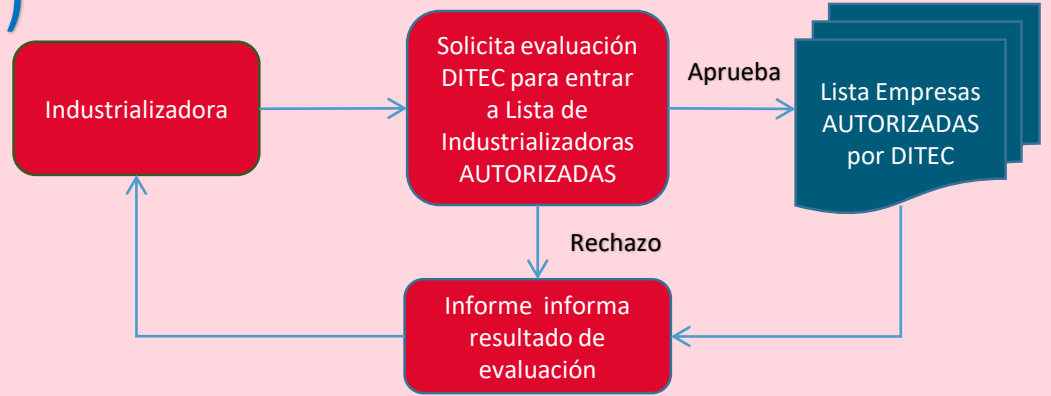 )
Industrializadora
Solicita evaluación
DITEC para entrar
a Lista de
Industrializadoras
AUTORIZADAS
Aprueba
Lista Empresas
AUTORIZADAS
por DITEC
Rechazo
Informe  informa
resultado de
evaluación